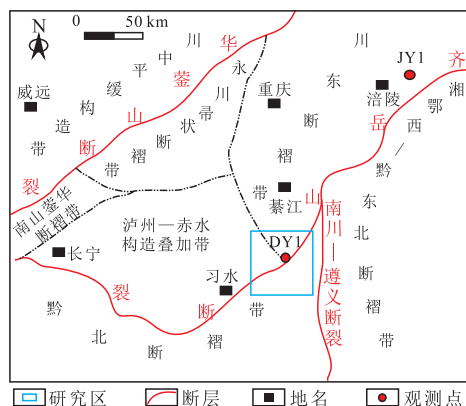 N
0 50 km
川中平缓构造带
华蓥山断裂
永川帚状断褶带
川东断褶带
齐岳山断裂
湘鄂西／黔东北断褶带
JY1
威远
重庆
涪陵
南山蓥华
断褶带
泸州—赤水
构造叠加带
綦江
DY1
长宁
习水
南川—遵义断裂
黔北断褶带
研究区 断层 地名 观测点